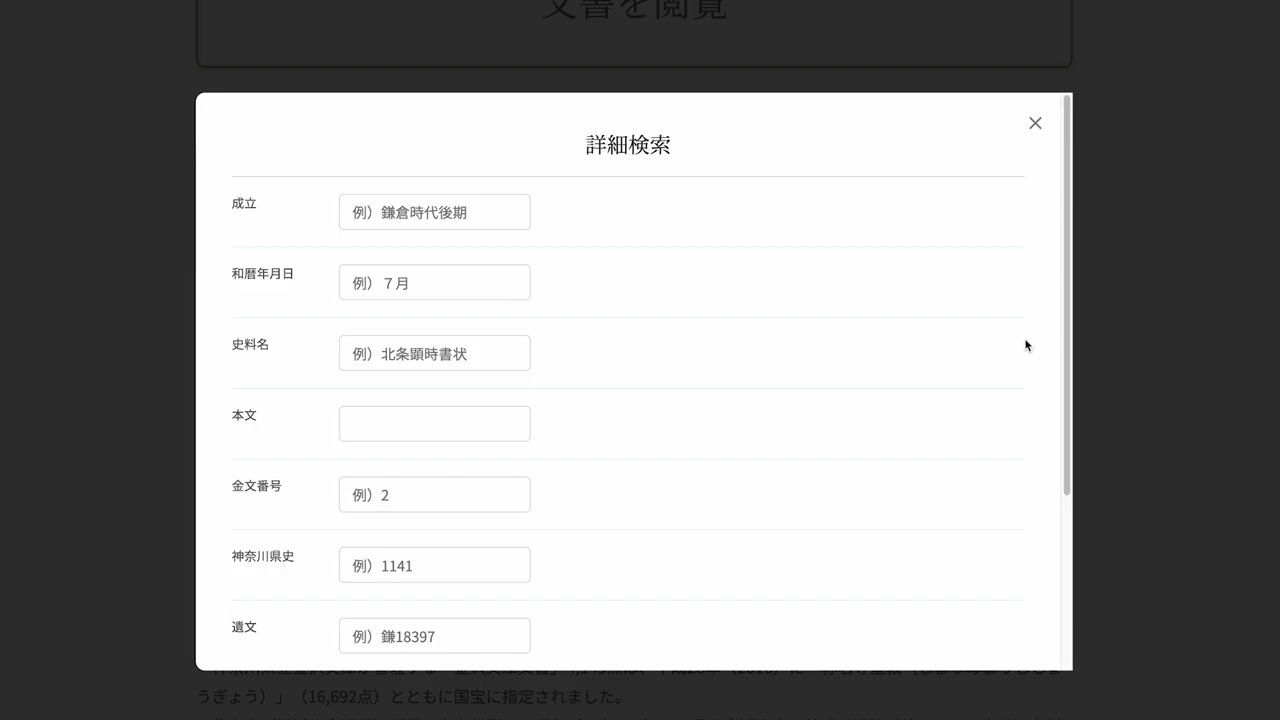 文書を閲覧
詳細検索
成立
例）鎌倉時代後期
和暦年月日
例）７月
史料名
例）北条顕時書状
本文
金文番号
例）2
神奈川県史
例）1141
遺文
例）鎌18397
うぎょう）」（16,692点）とともに国宝に指定されました。